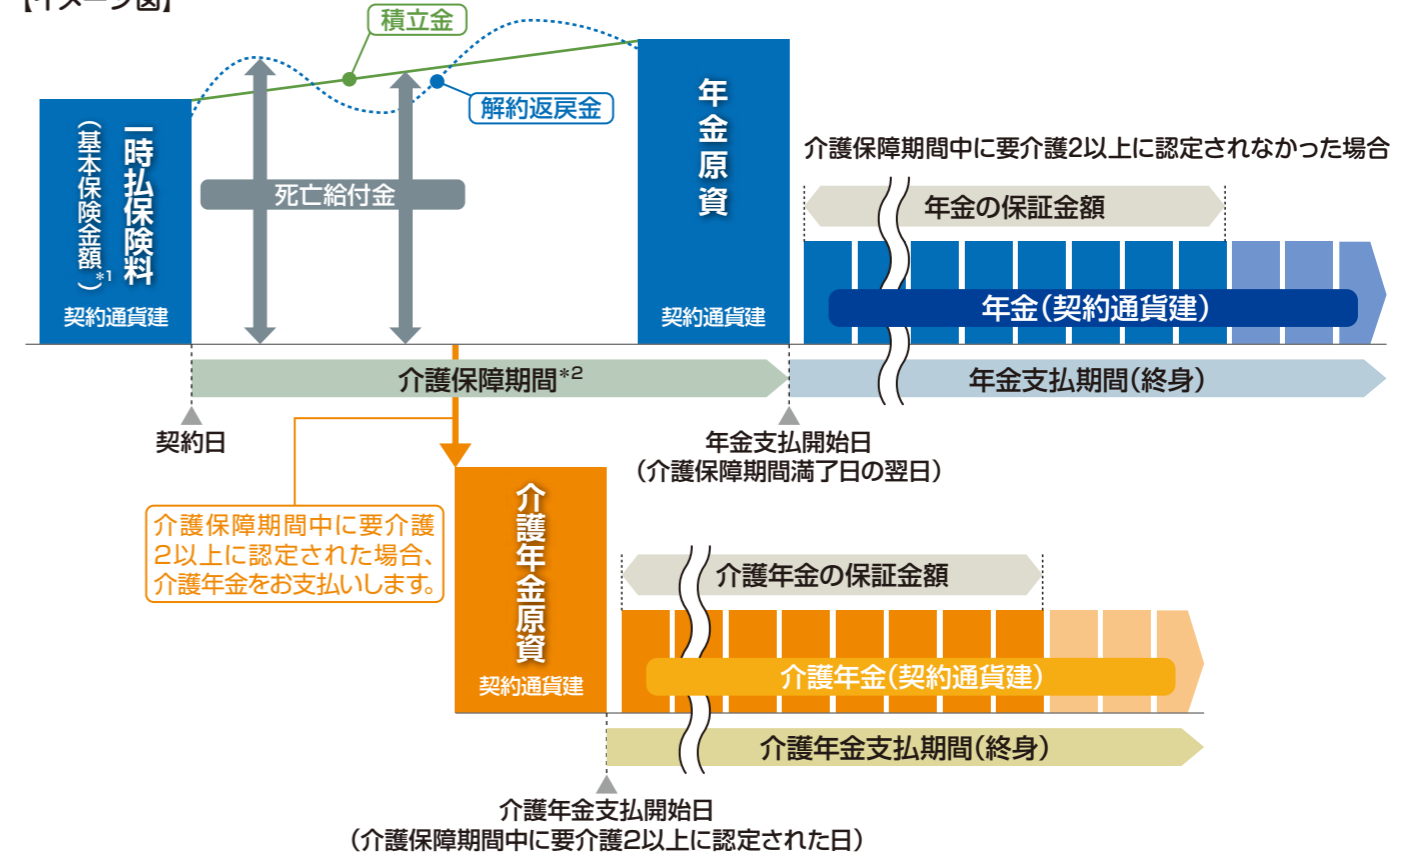 【イメージ図】
積立金
解約返戻金
一時払保険料
（基本保険金額*1）
契約通貨建
死亡給付金
年金原資
契約通貨建
介護保障期間中に要介護2以上に認定されなかった場合
年金の保証金額
年金（契約通貨建）
介護保障期間*2
年金支払期間（終身）
契約日
年金支払開始日
（介護保障期間満了日の翌日）
介護保障期間中に要介護
2以上に認定された場合、
介護年金をお支払いします。
介護年金原資
契約通貨建
介護年金の保証金額
介護年金（契約通貨建）
介護年金支払期間（終身）
介護年金支払開始日
（介護保障期間中に要介護2以上に認定された日）